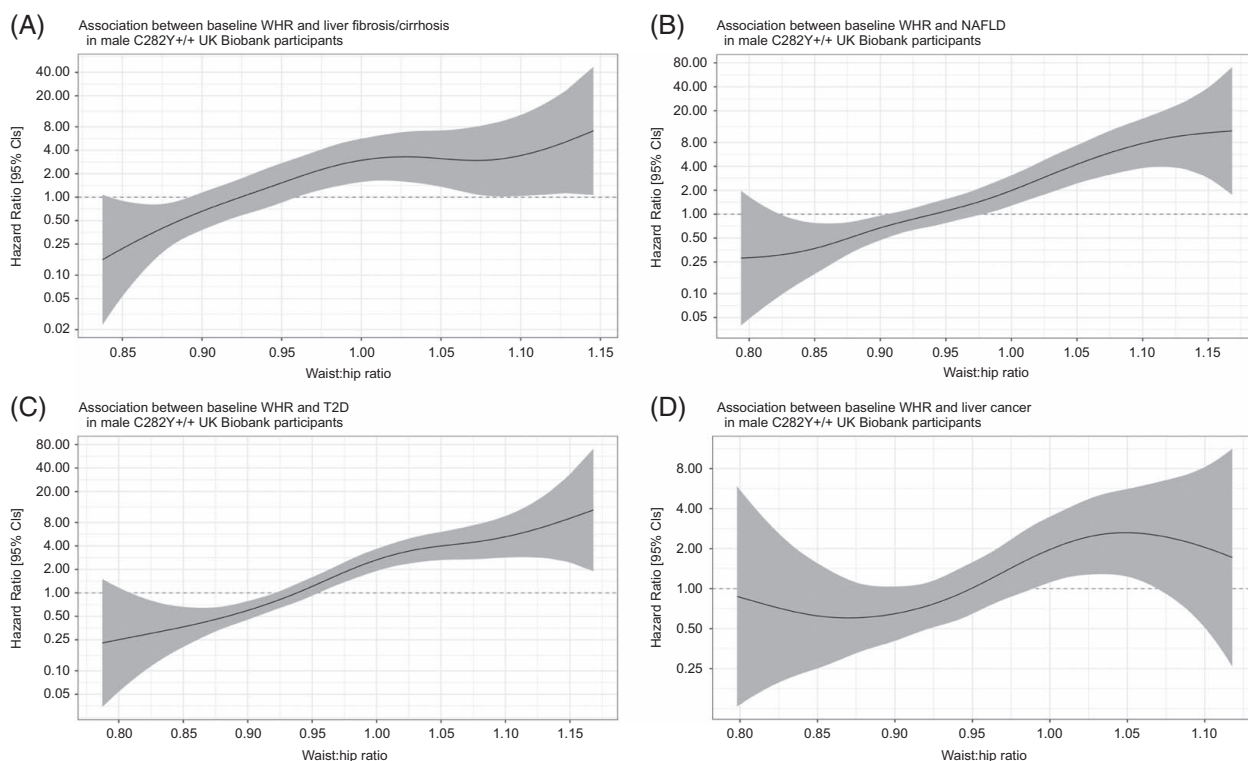 (A)
Association between baseline WHR and liver fibrosis/cirrhosis
in male C282Y+/+ UK Biobank participants
Hazard Ratio [95% CIs]
40.00
20.00
8.00
4.00
2.00
1.00
0.50
0.25
0.10
0.05
0.02
0.85 0.90 0.95 1.00 1.05 1.10 1.15
Waist:hip ratio
(B)
Association between baseline WHR and NAFLD
in male C282Y+/+ UK Biobank participants
Hazard Ratio [95% CIs]
80.00
40.00
20.00
8.00
4.00
2.00
1.00
0.50
0.25
0.10
0.05
0.80 0.85 0.90 0.95 1.00 1.05 1.10 1.15
Waist:hip ratio
(C)
Association between baseline WHR and T2D
in male C282Y+/+ UK Biobank participants
Hazard Ratio [95% CIs]
80.00
40.00
20.00
8.00
4.00
2.00
1.00
0.50
0.25
0.10
0.05
0.80 0.85 0.90 0.95 1.00 1.05 1.10 1.15
Waist:hip ratio
(D)
Association between baseline WHR and liver cancer
in male C282Y+/+ UK Biobank participants
Hazard Ratio [95% CIs]
8.00
4.00
2.00
1.00
0.50
0.25
0.80 0.85 0.90 0.95 1.00 1.05 1.10
Waist:hip ratio